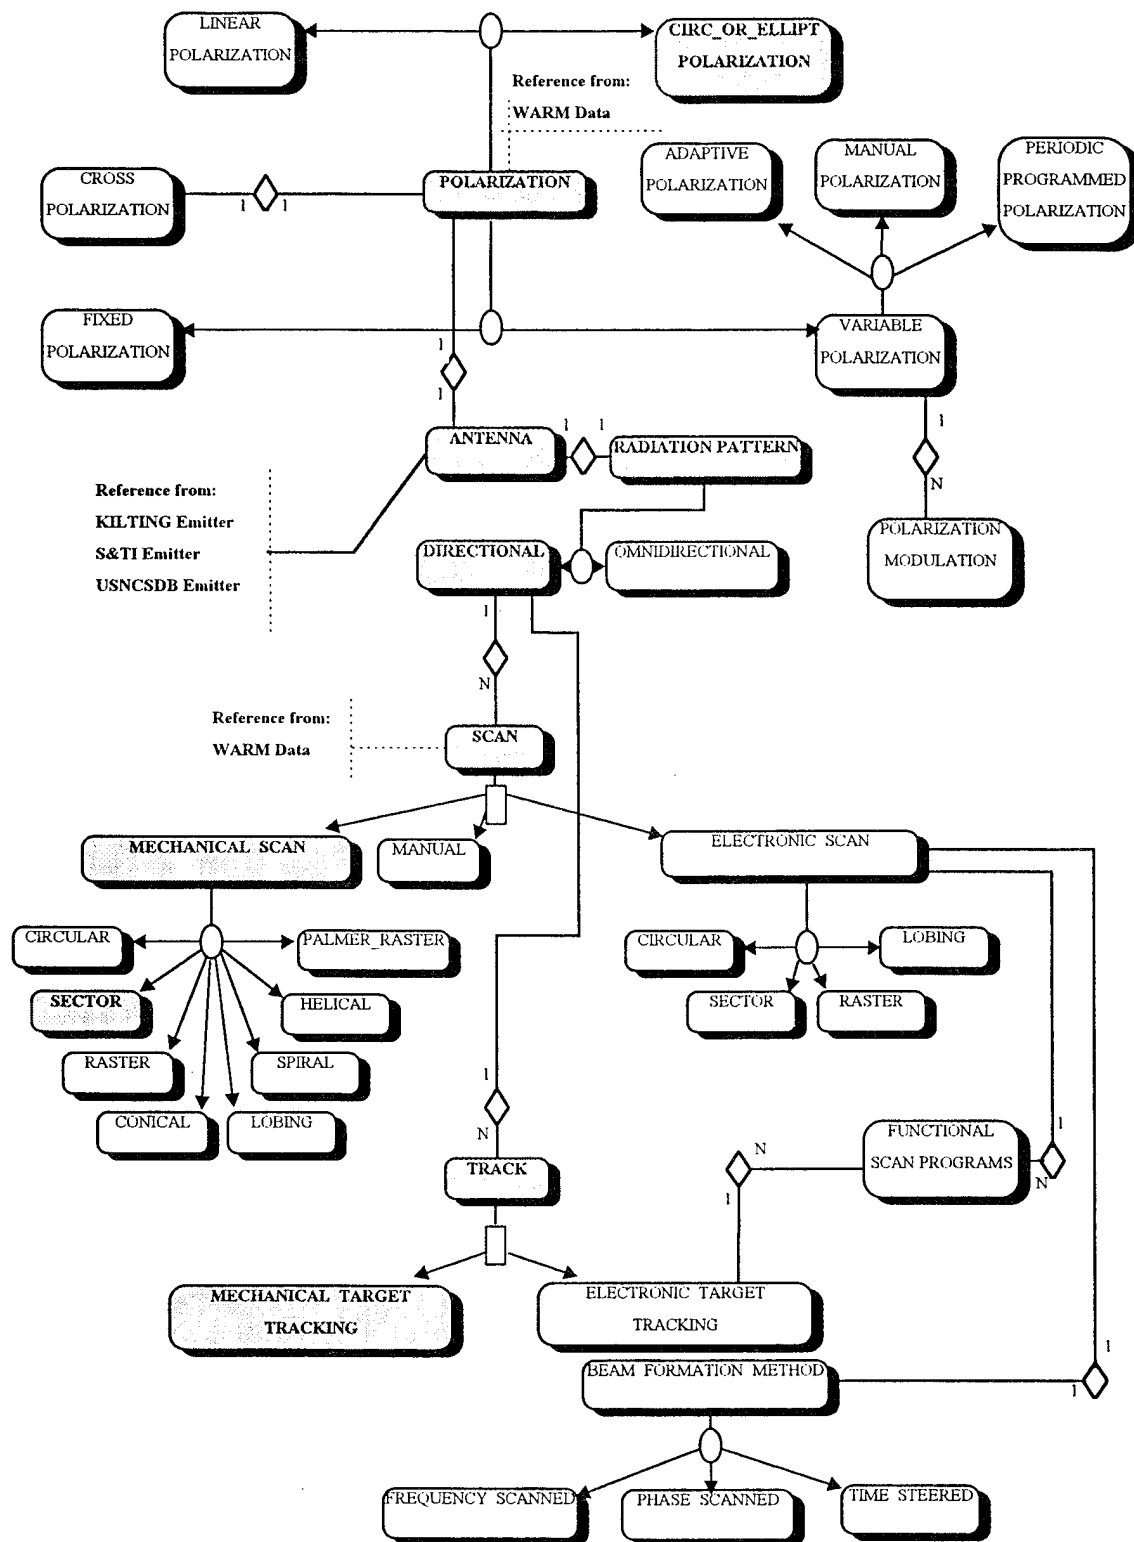 LINEAR
POLARIZATION
CIRC_OR_ELLIPT
POLARIZATION
Reference from:
WARM Data
ADAPTIVE
POLARIZATION
MANUAL
POLARIZATION
PERIODIC
PROGRAMMED
POLARIZATION
CROSS
POLARIZATION
1
1
POLARIZATION
FIXED
POLARIZATION
VARIABLE
POLARIZATION
1
1
1
N
ANTENNA
1
1
RADIATION PATTERN
Reference from:
KILTING Emitter
S&TI Emitter
USNCSDB Emitter
POLARIZATION
MODULATION
DIRECTIONAL
OMNIDIRECTIONAL
1
N
Reference from:
WARM Data
SCAN
MECHANICAL SCAN
MANUAL
ELECTRONIC SCAN
CIRCULAR
PALMER_RASTER
SECTOR
HELICAL
RASTER
SPIRAL
CONICAL
LOBING
CIRCULAR
LOBING
SECTOR
RASTER
1
N
TRACK
N
1
FUNCTIONAL
SCAN PROGRAMS
1
N
MECHANICAL TARGET
TRACKING
ELECTRONIC TARGET
TRACKING
BEAM FORMATION METHOD
1
1
FREQUENCY SCANNED
PHASE SCANNED
TIME STEERED